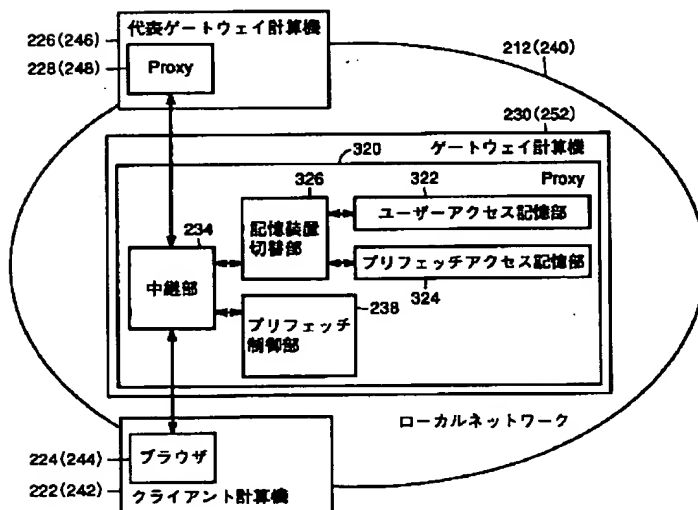 代表ゲートウェイ計算機
226(246)
228(248)
Proxy
212(240)
230(252)
ゲートウェイ計算機
320
Proxy
326
322
記憶装置
切替部
ユーザーアクセス記憶部
234
中継部
プリフェッチアクセス記憶部
324
238
プリフェッチ
制御部
ローカルネットワーク
224(244)
ブラウザ
222(242)
クライアント計算機